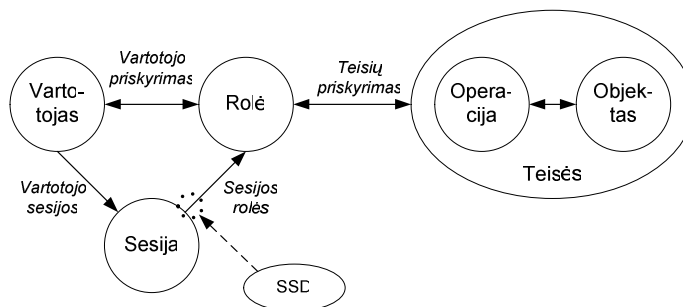 Vartotojo
priskyrimas
Teisių
priskyrimas
Varto-
tojas
Rolė
Opera-
cija
Objek-
tas
Teisės
Vartotojo
sesijos
Sesijos
rolės
Sesija
SSD